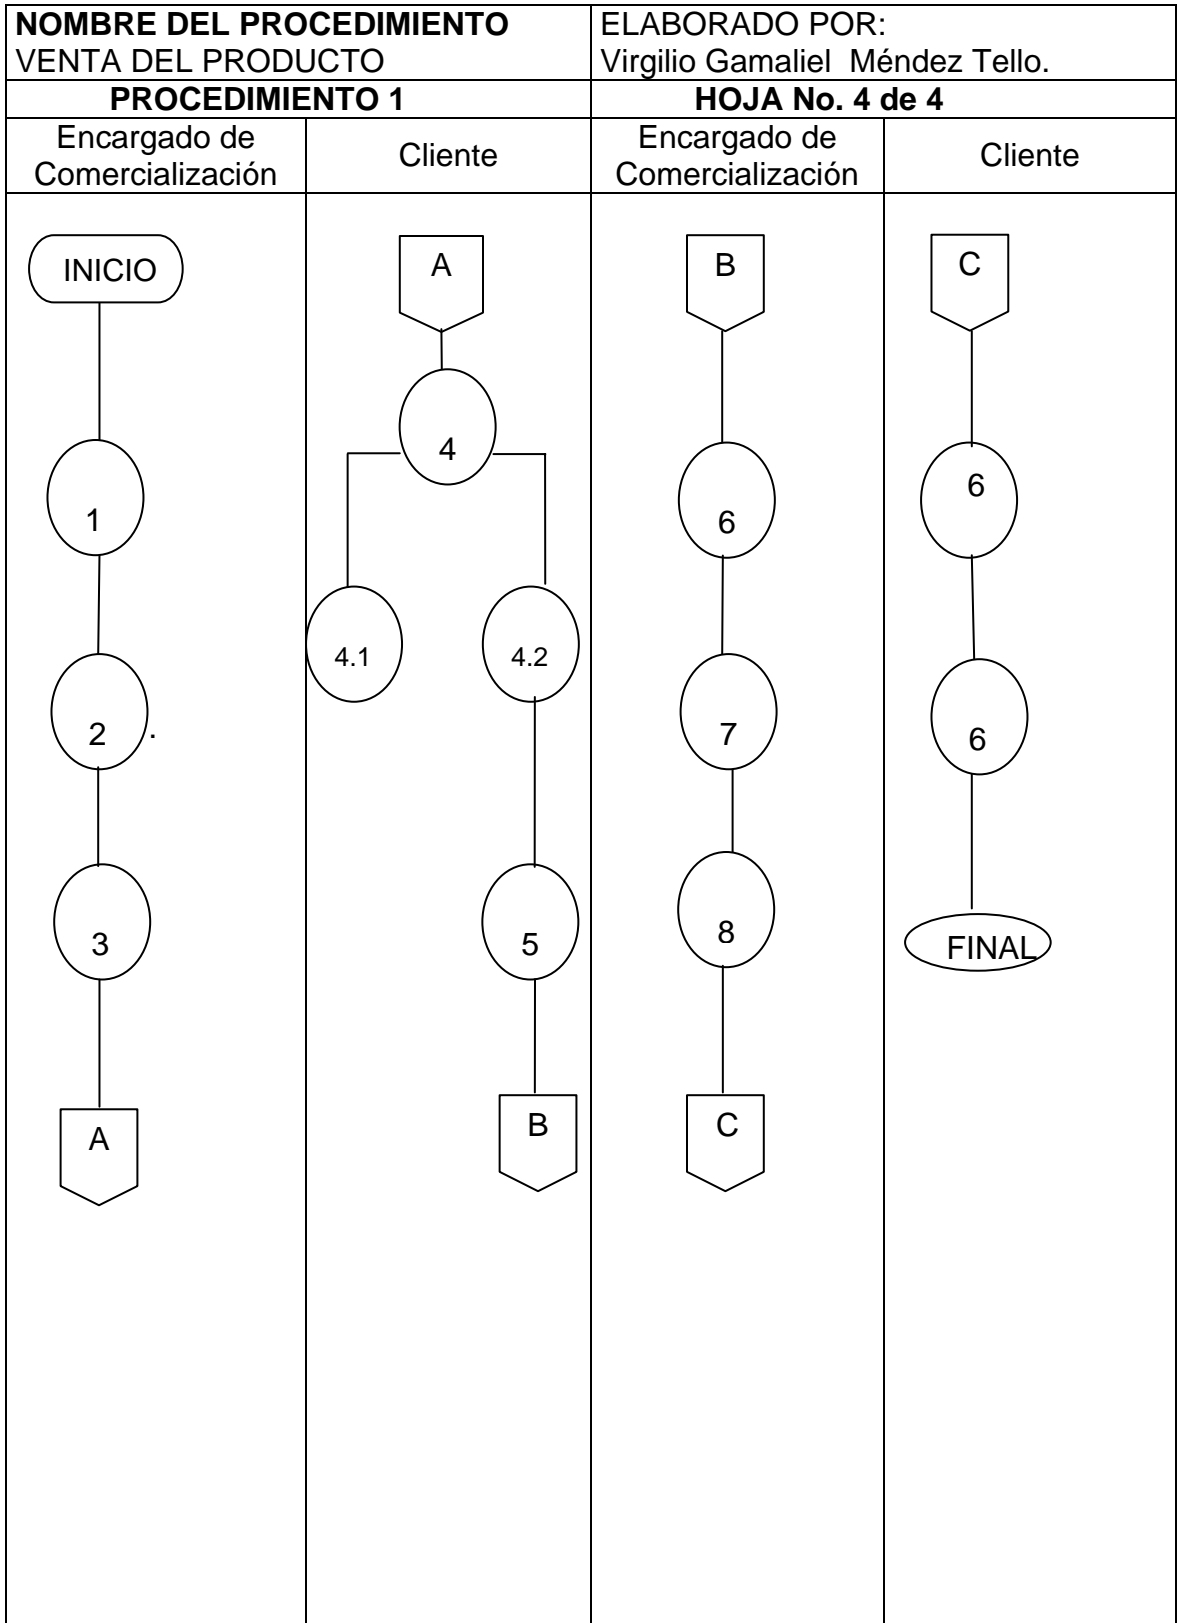 NOMBRE DEL PROCEDIMIENTO
VENTA DEL PRODUCTO
ELABORADO POR:
Virgilio Gamaliel Méndez Tello.
PROCEDIMIENTO 1
HOJA No. 4 de 4
Encargado de
Comercialización
Cliente
Encargado de
Comercialización
Cliente
INICIO
1
2 .
3
A
A
4
4.1
4.2
5
B
B
6
7
8
C
C
6
6
FINAL